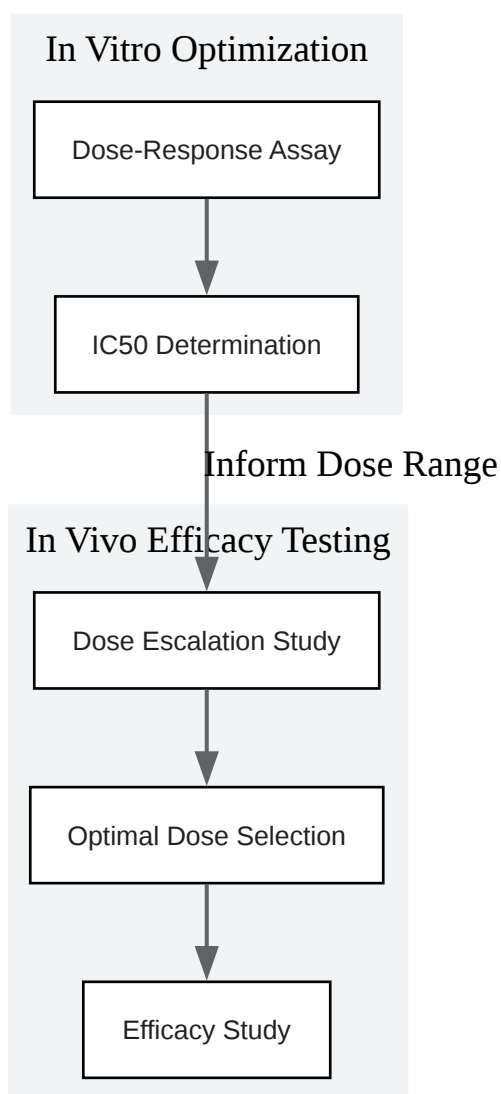 In Vitro Optimization
Dose-Response Assay
IC50 Determination
Inform Dose Range
In Vivo Efficacy Testing
Dose Escalation Study
Optimal Dose Selection
Efficacy Study